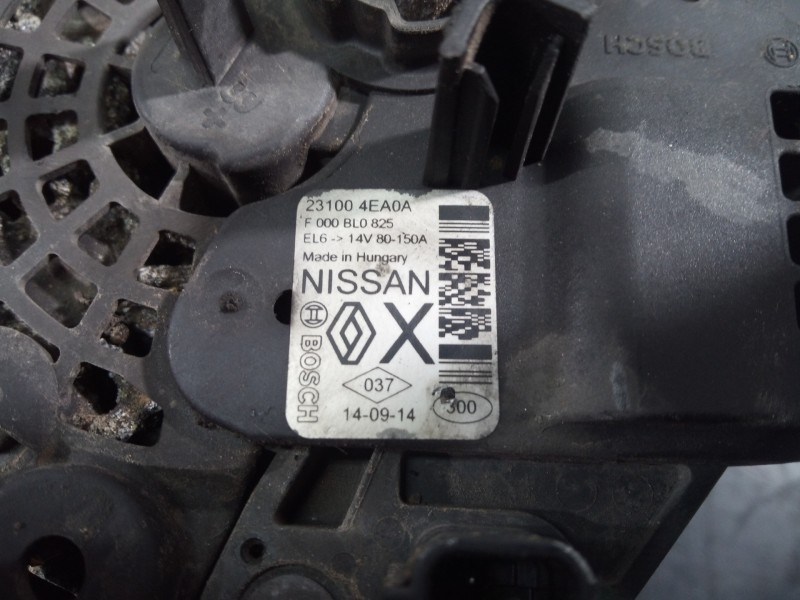 BOSCH
23100 4EA0A
F 000 BL0 825
EL6 -> 14V 80-150A
Made in Hungary
NISSAN
BOSCH
X
037
14-09-14
300
B+